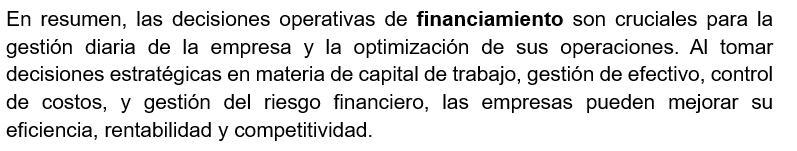 En resumen, las decisiones operativas de financiamiento son cruciales para la
gestión diaria de la empresa y la optimización de sus operaciones. Al tomar
decisiones estratégicas en materia de capital de trabajo, gestión de efectivo, control
de costos, y gestión del riesgo financiero, las empresas pueden mejorar su
eficiencia, rentabilidad y competitividad.